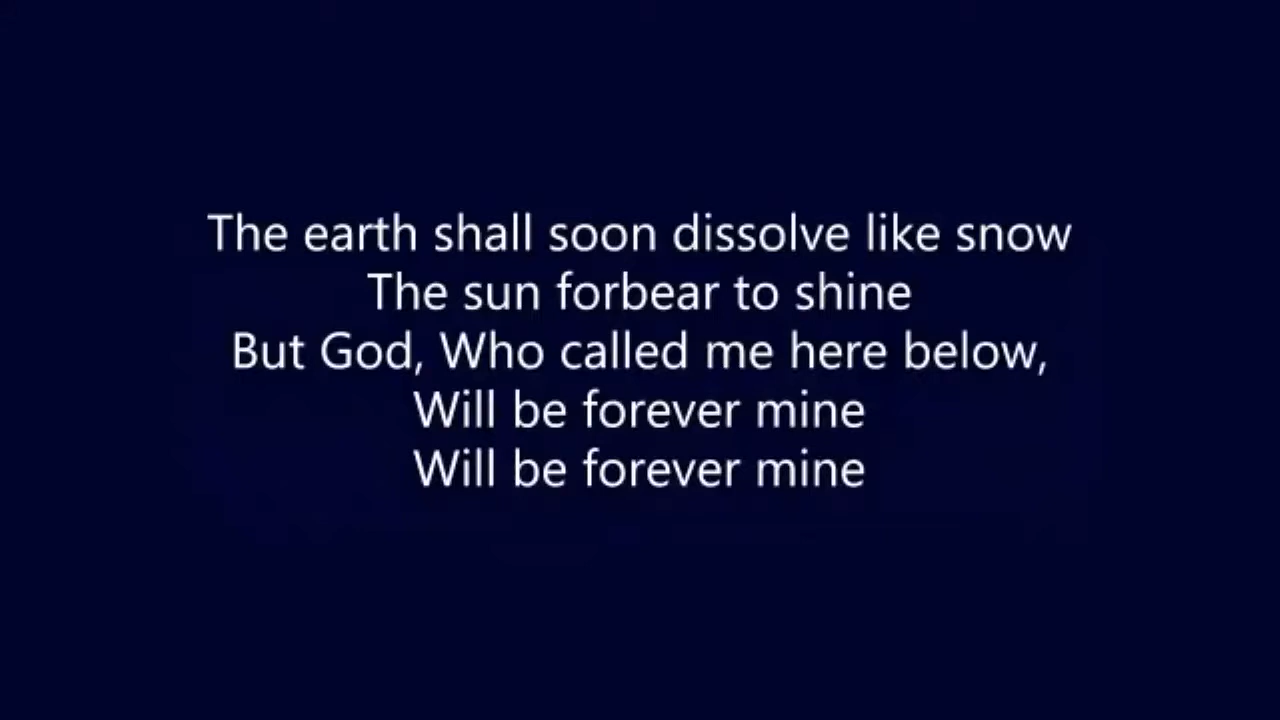 The earth shall soon dissolve like snow
The sun forbear to shine
But God, Who called me here below,
Will be forever mine
Will be forever mine